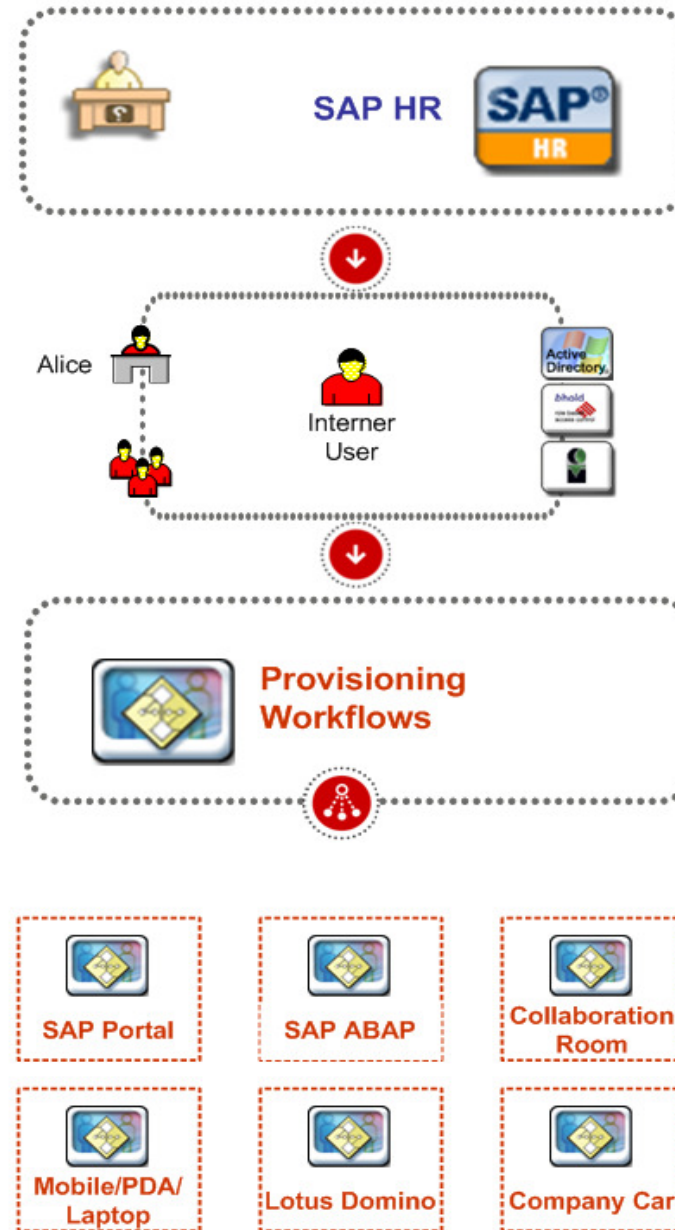 SAP HR
SAP®
HR
?
Alice
Interner
User
Active
Directory
bhold
Provisioning
Workflows
SAP Portal
SAP ABAP
Collaboration
Room
Mobile/PDA/
Laptop
Lotus Domino
Company Car